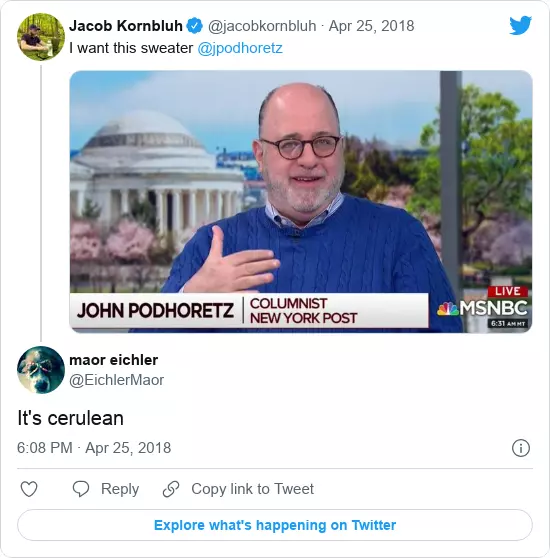 Jacob Kornbluh @jacobkornbluh · Apr 25, 2018
I want this sweater @jpodhoretz
LIVE
JOHN PODHORETZ | COLUMNIST
NEW YORK POST
MSNBC
6:31 AM MT
maor eichler
@EichlerMaor
It's cerulean
6:08 PM · Apr 25, 2018
Reply
Copy link to Tweet
Explore what's happening on Twitter